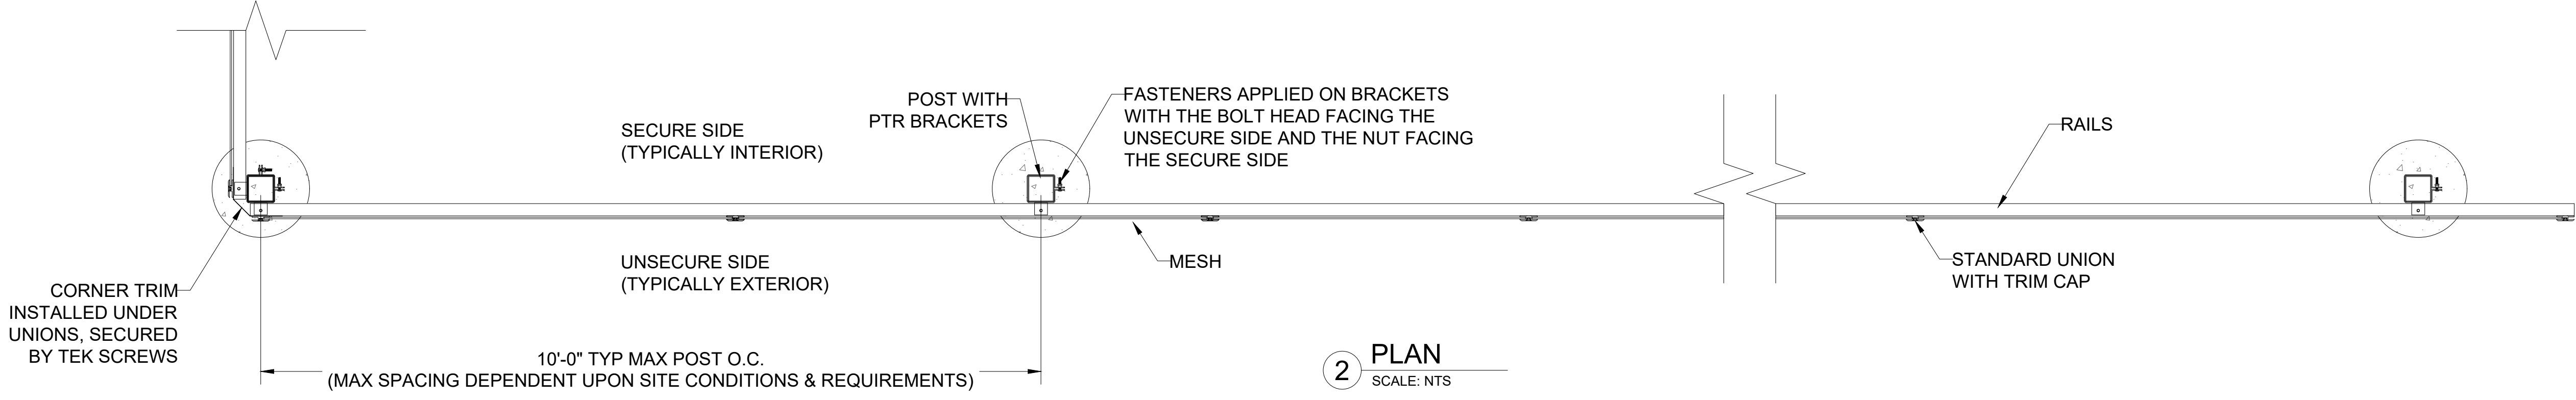 POST WITH
PTR BRACKETS
FASTENERS APPLIED ON BRACKETS
WITH THE BOLT HEAD FACING THE
UNSECURE SIDE AND THE NUT FACING
THE SECURE SIDE
SECURE SIDE
(TYPICALLY INTERIOR)
RAILS
UNSECURE SIDE
(TYPICALLY EXTERIOR)
MESH
STANDARD UNION
WITH TRIM CAP
CORNER TRIM
INSTALLED UNDER
UNIONS, SECURED
BY TEK SCREWS
10'-0" TYP MAX POST O.C.
(MAX SPACING DEPENDENT UPON SITE CONDITIONS & REQUIREMENTS)
2
PLAN
SCALE: NTS